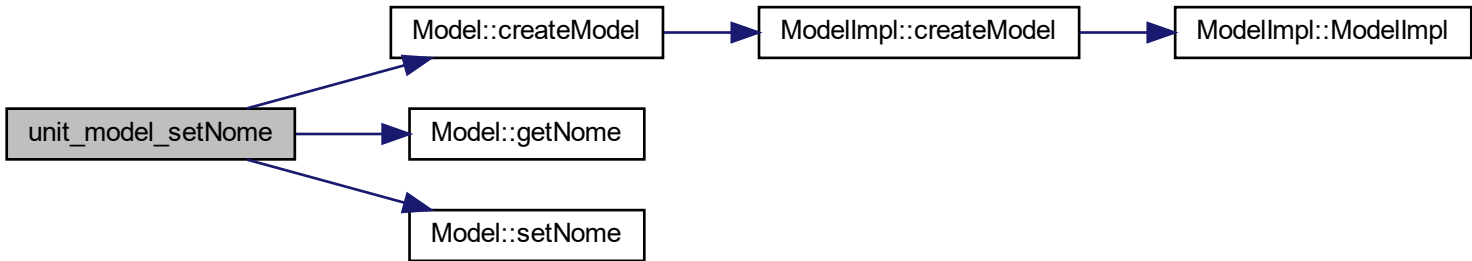 Model::createModel
ModelImpl::createModel
ModelImpl::ModelImpl
unit_model_setNome
Model::getNome
Model::setNome